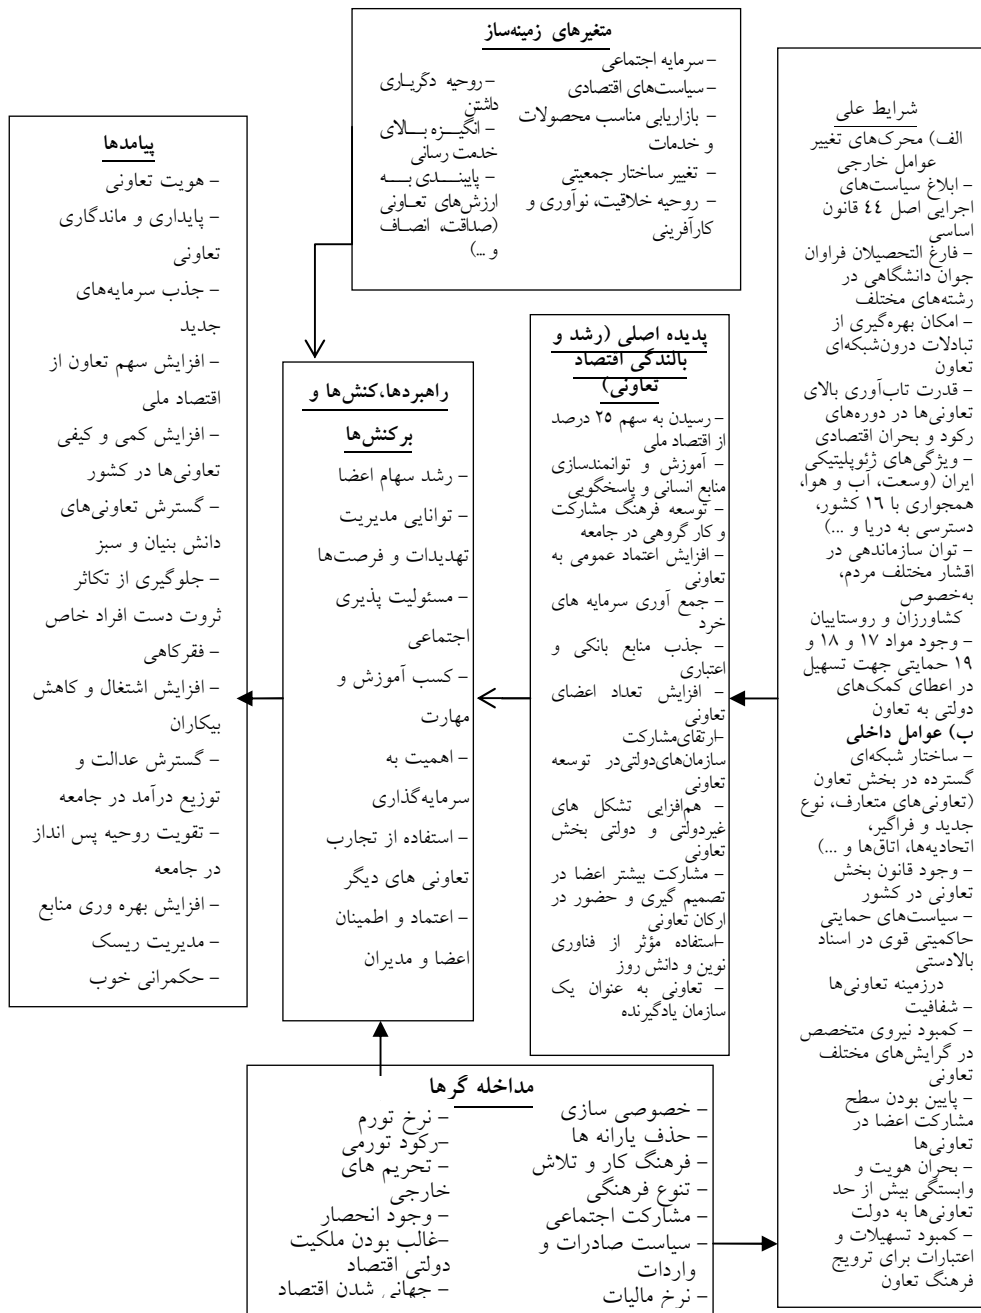 متغیرهای زمینه‌ساز
–سرمایه اجتماعی
–سیاست‌های اقتصادی
– بازاریابی مناسب محصولات
و خدمات
– تغییر ساختار جمعیتی
– روحیه خلاقیت، نوآوری و
کارآفرینی
–روحیه دگریـاری
داشتن
– انگیـزه بـــالای
خدمت رسانی
– پایبنــدی بـــه
ارزش‌های تعـاونی
(صداقت، انصـاف
و ...)
شرایط علی
الف) محرک‌های تغییر
عوامل خارجی
– ابلاغ سیاست‌های
اجرایی اصل ٤٤ قانون
اساسی
– فارغ التحصیلان فراوان
جوان دانشگاهی در
رشته‌های مختلف
– امکان بهره‌گیری از
تبادلات درون‌شبکه‌ای
تعاون
– قدرت تاب‌آوری بالای
تعاونی‌ها در دوره‌های
رکود و بحران اقتصادی
– ویژگی‌های ژئوپلیتیکی
ایران (وسعت، آب و هوا،
همجواری با ١٦ کشور،
دسترسی به دریا و ...)
– توان سازماندهی در
اقشار مختلف مردم،
به‌خصوص
کشاورزان و روستاییان
– وجود مواد ١٧ و ١٨ و
١٩ حمایتی جهت تسهیل
در اعطای کمک‌های
دولتی به تعاون
ب) عوامل داخلی
– ساختار شبکه‌ای
گسترده در بخش تعاون
(تعاونی‌های متعارف، نوع
جدید و فراگیر،
اتحادیه‌ها، اتاق‌ها و ...)
– وجود قانون بخش
تعاونی در کشور
– سیاست‌های حمایتی
حاکمیتی قوی در اسناد
بالادستی
درزمینه تعاونی‌ها
– شفافیت
– کمبود نیروی متخصص
در گرایش‌های مختلف
تعاونی
– پایین بودن سطح
مشارکت اعضا در
تعاونی‌ها
– بحران هویت و
وابستگی بیش از حد
تعاونی‌ها به دولت
– کمبود تسهیلات و
اعتبارات برای ترویج
فرهنگ تعاون
پدیده اصلی (رشد و
بالندگی اقتصاد
تعاونی)
–رسیدن به سهم ٢٥ درصد
از اقتصاد ملی
– آموزش و توانمندسازی
منابع انسانی و پاسخگویی
– توسعه فرهنگ مشارکت
و کار گروهی در جامعه
– افزایش اعتماد عمومی به
تعاونی
– جمع آوری سرمایه های
خرد
– جذب منابع بانکی و
اعتباری
– افزایش تعداد اعضای
تعاونی
–ارتقای‌مشارکت
سازمان‌های‌دولتی‌در توسعه
تعاونی
– هم‌افزایی تشکل های
غیردولتی و دولتی بخش
تعاونی
– مشارکت بیشتر اعضا در
تصمیم گیری و حضور در
ارکان تعاونی
–استفاده مؤثر از فناوری
نوین و دانش روز
– تعاونی به عنوان یک
سازمان یادگیرنده
راهبردها،کنش‌ها و
برکنش‌ها
– رشد سهام اعضا
– توانایی مدیریت
تهدیدات و فرصت‌ها
– مسئولیت پذیری
اجتماعی
– کسب آموزش و
مهارت
– اهمیت به
سرمایه‌گذاری
– استفاده از تجارب
تعاونی های دیگر
– اعتماد و اطمینان
اعضا و مدیران
پیامدها
– هویت تعاونی
– پایداری و ماندگاری
تعاونی
– جذب سرمایه‌های
جدید
– افزایش سهم تعاون از
اقتصاد ملی
– افزایش کمی و کیفی
تعاونی‌ها در کشور
– گسترش تعاونی‌های
دانش بنیان و سبز
– جلوگیری از تکاثر
ثروت دست افراد خاص
– فقرکاهی
– افزایش اشتغال و کاهش
بیکاران
– گسترش عدالت و
توزیع درآمد در جامعه
– تقویت روحیه پس انداز
در جامعه
– افزایش بهره وری منابع
– مدیریت ریسک
– حکمرانی خوب
مداخله گرها
– خصوصی سازی
– حذف یارانه ها
– فرهنگ کار و تلاش
– تنوع فرهنگی
– مشارکت اجتماعی
– سیاست صادرات و
واردات
– نرخ مالیات
– نرخ تورم
–رکود تورمی
– تحریم های
خارجی
– وجود انحصار
–غالب بودن ملکیت
دولتی اقتصاد
– جهانی شدن اقتصاد